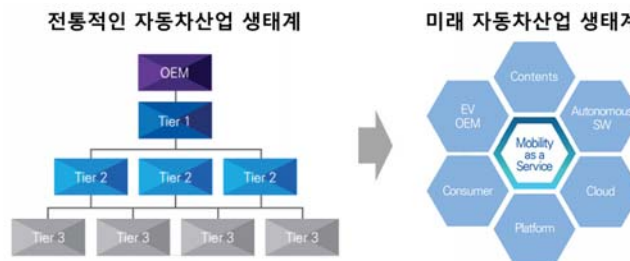 전통적인 자동차산업 생태계
OEM
Tier 1
Tier 2 Tier 2 Tier 2
Tier 3 Tier 3 Tier 3 Tier 3
미래 자동차산업 생태계
Contents
EV
OEM
Autonomous
SW
Mobility
as a
Service
Consumer
Cloud
Platform